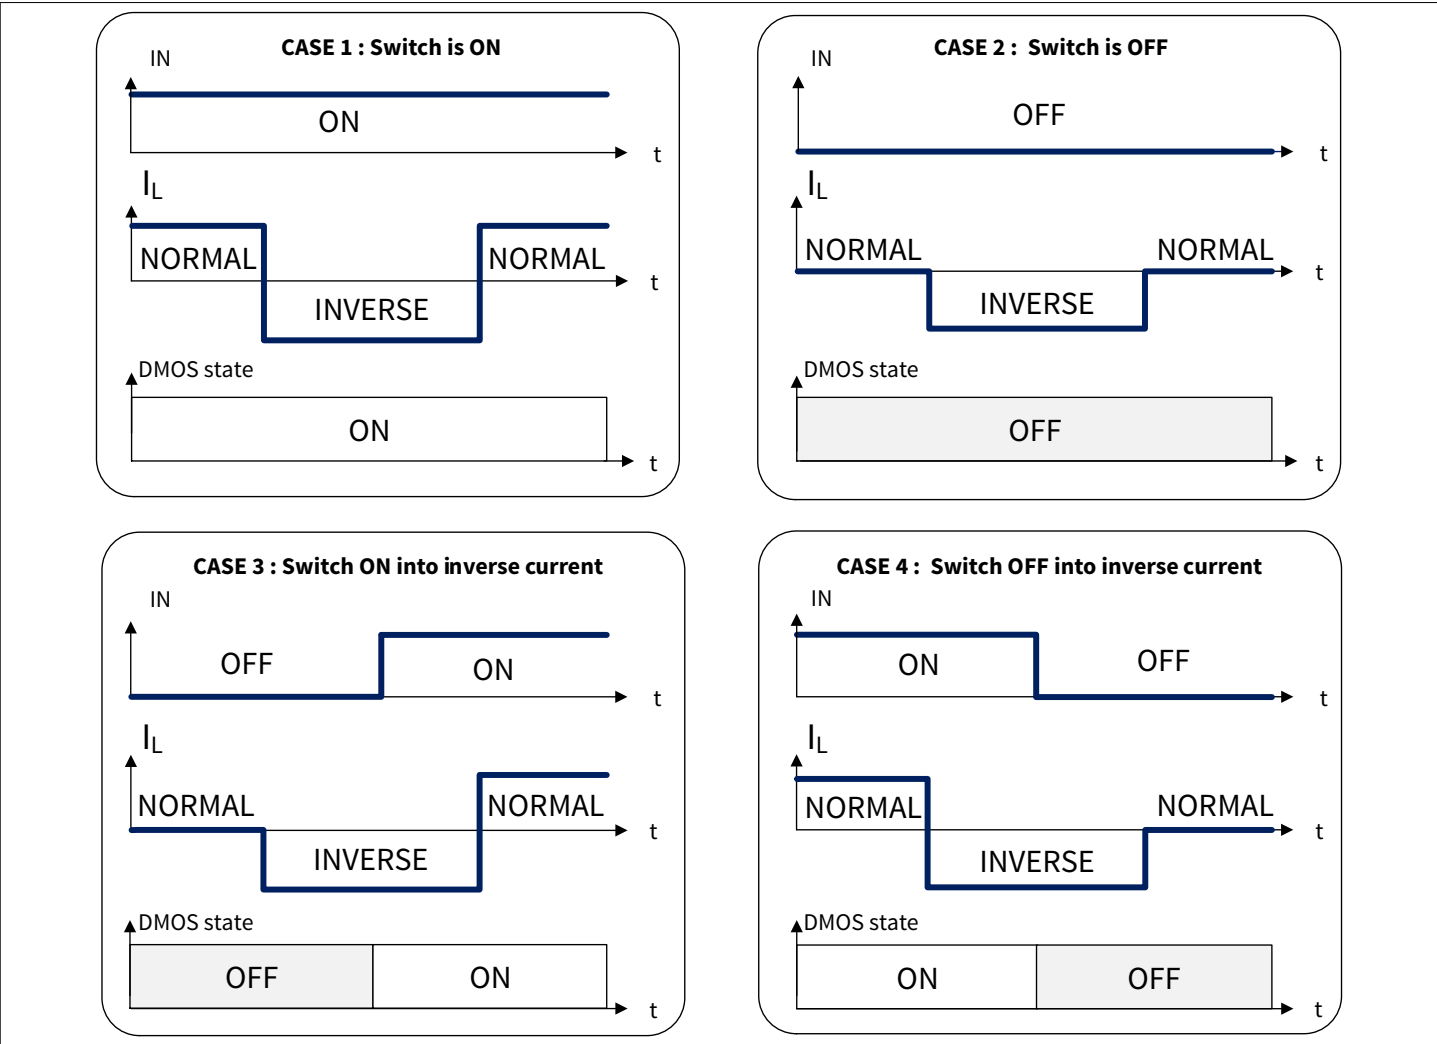 CASE 1 : Switch is ON
IN
ON
t
IL
NORMAL
NORMAL
INVERSE
t
DMOS state
ON
t
CASE 2 : Switch is OFF
IN
OFF
t
IL
NORMAL
NORMAL
INVERSE
t
DMOS state
OFF
t
CASE 3 : Switch ON into inverse current
IN
OFF
ON
t
IL
NORMAL
NORMAL
INVERSE
t
DMOS state
OFF
ON
t
CASE 4 : Switch OFF into inverse current
IN
ON
OFF
t
IL
NORMAL
NORMAL
INVERSE
t
DMOS state
ON
OFF
t